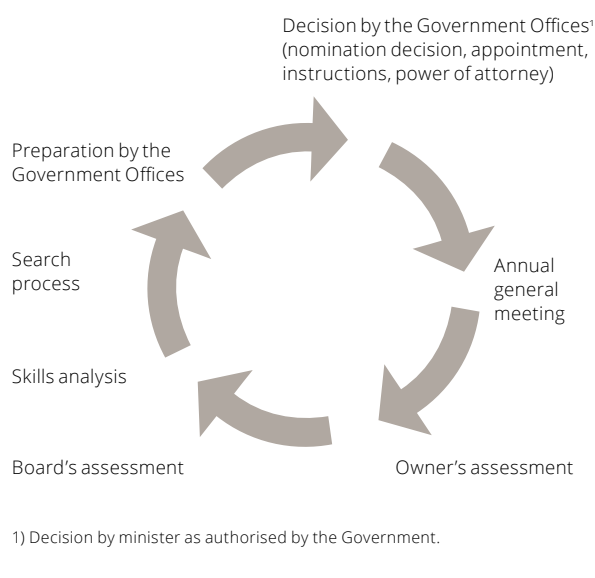 Decision by the Government Offices¹
(nomination decision, appointment,
instructions, power of attorney)
Preparation by the
Government Offices
Search
process
Annual
general
meeting
Skills analysis
Board’s assessment
Owner’s assessment
1) Decision by minister as authorised by the Government.